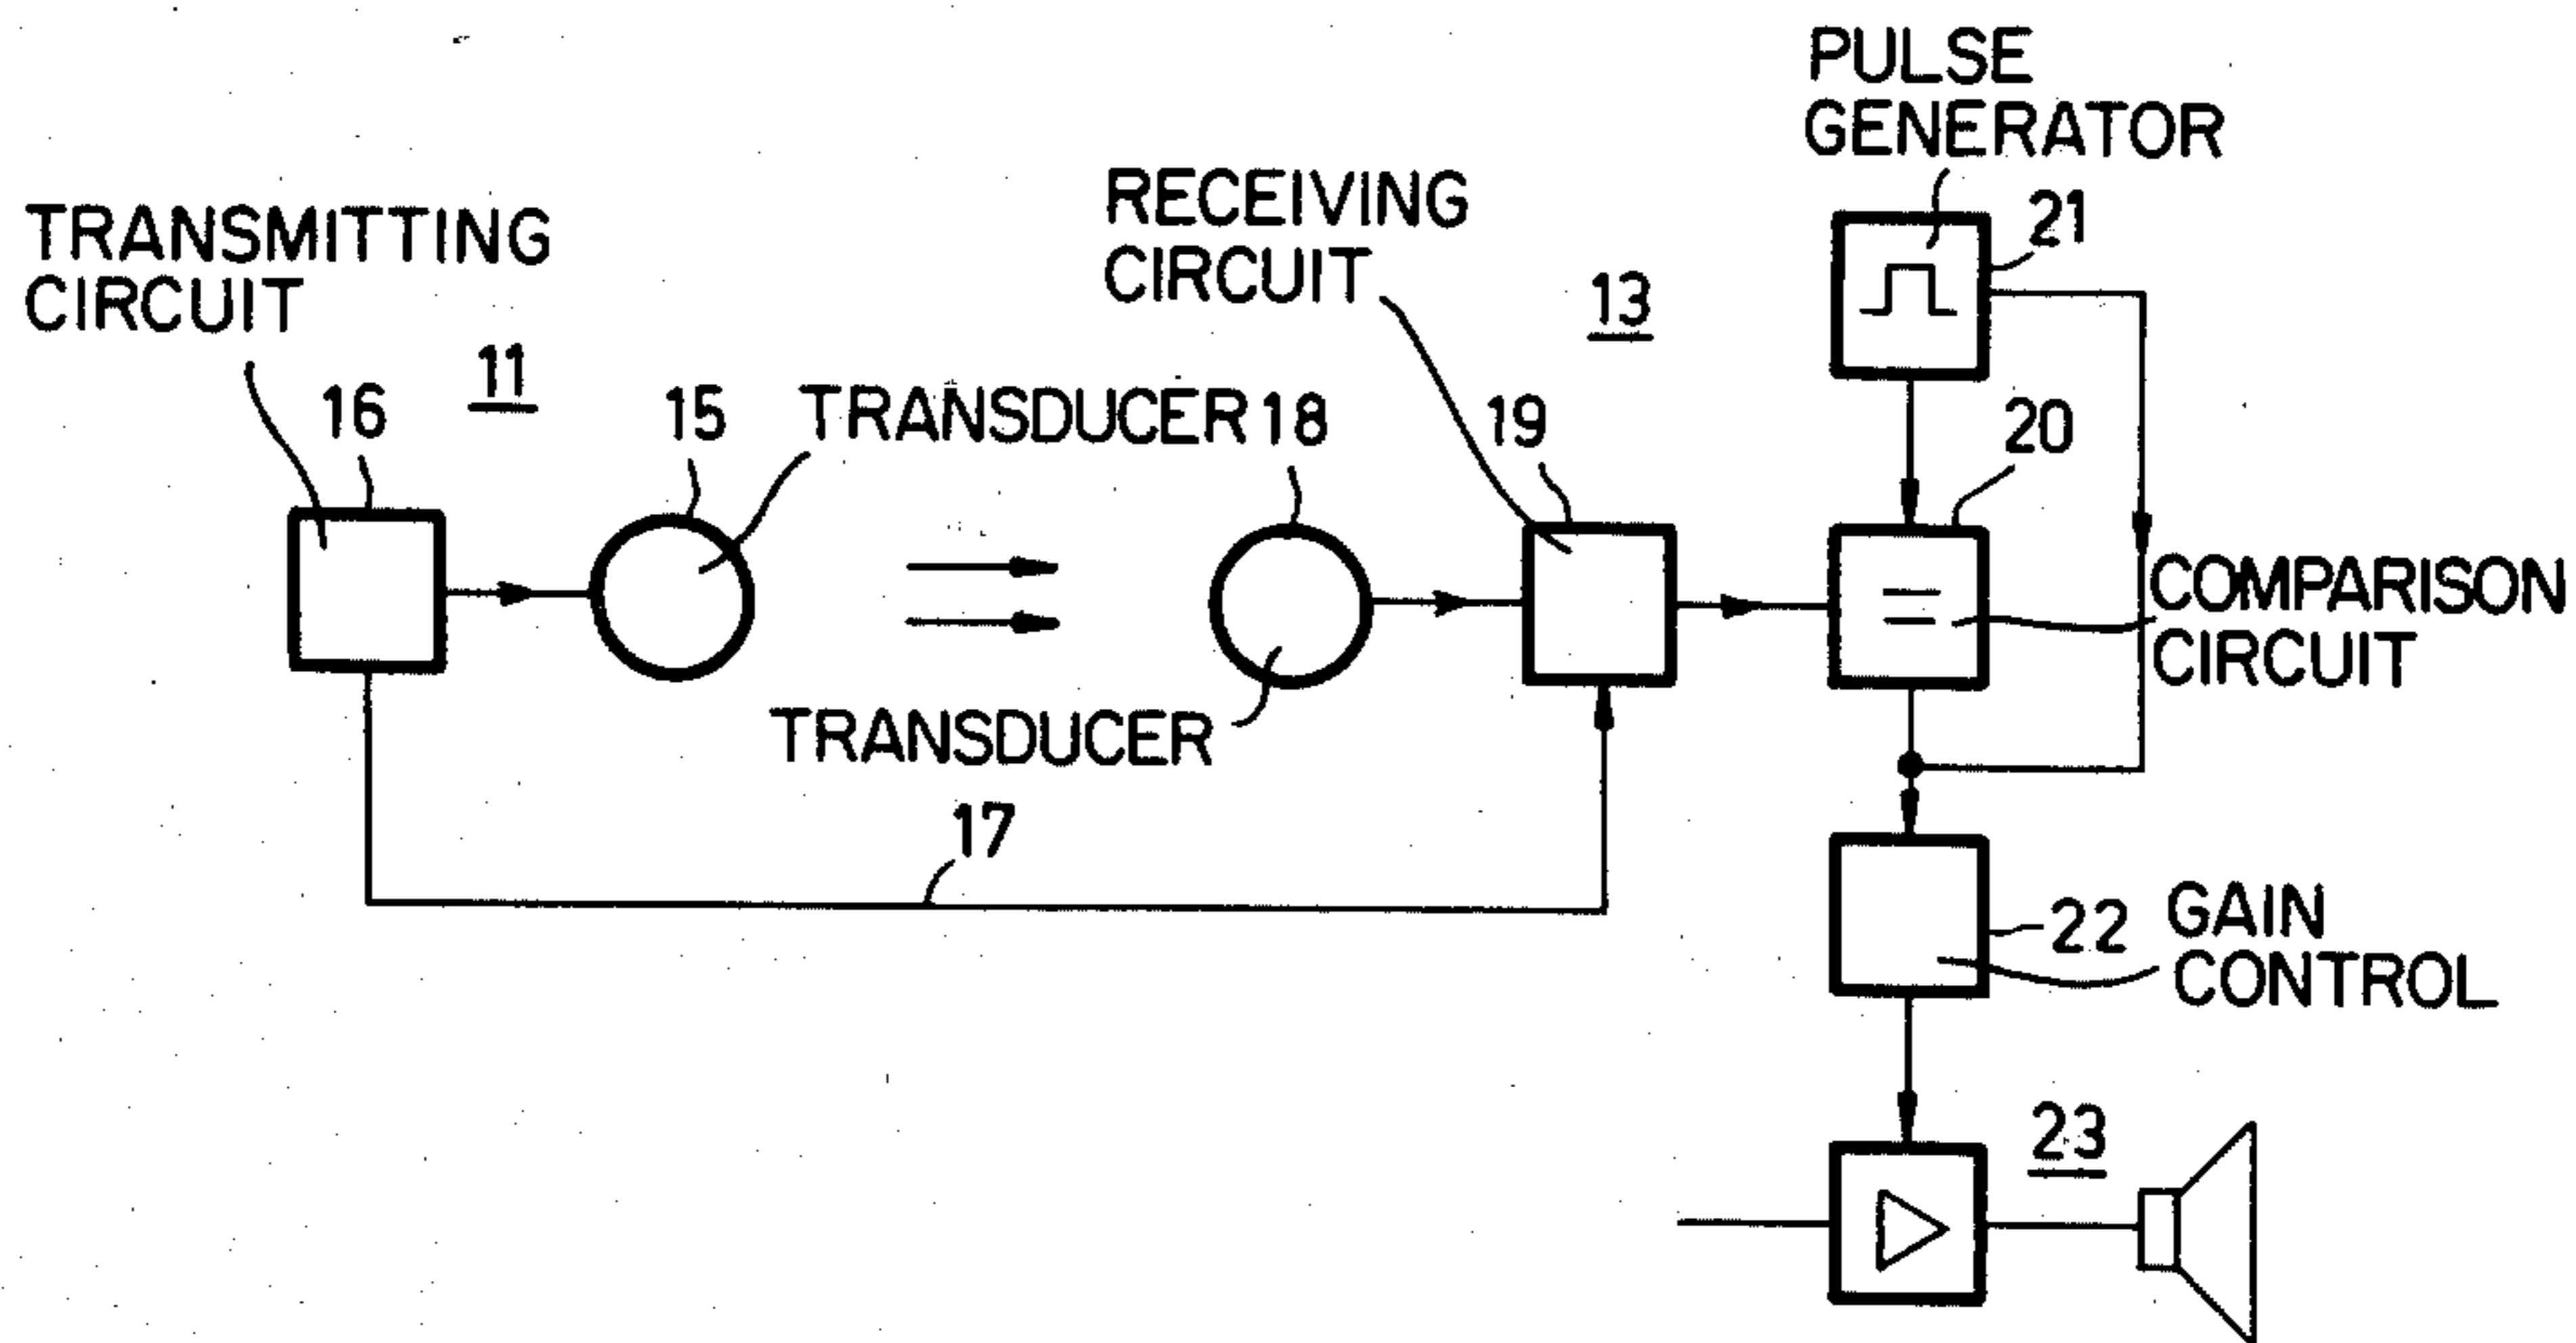 PULSE
GENERATOR
21
RECEIVING
CIRCUIT
13
TRANSMITTING
CIRCUIT
11
16
15
TRANSDUCER
18
19
20
COMPARISON
CIRCUIT
TRANSDUCER
17
22
GAIN
CONTROL
23